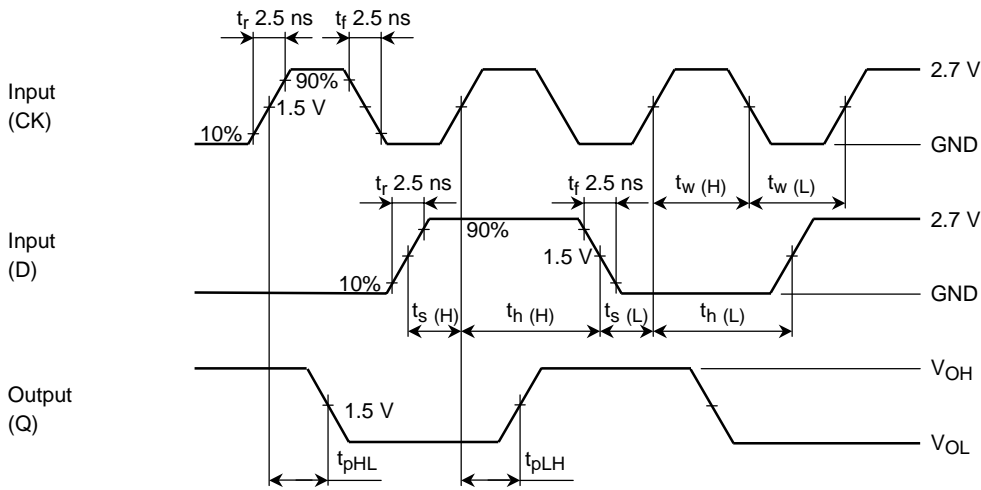 tr 2.5 ns
tf 2.5 ns
Input
(CK)
90%
1.5 V
10%
2.7 V
GND
tr 2.5 ns
tf 2.5 ns
tw (H)
tw (L)
Input
(D)
90%
1.5 V
10%
2.7 V
GND
ts (H)
th (H)
ts (L)
th (L)
Output
(Q)
1.5 V
VOH
VOL
tpHL
tpLH